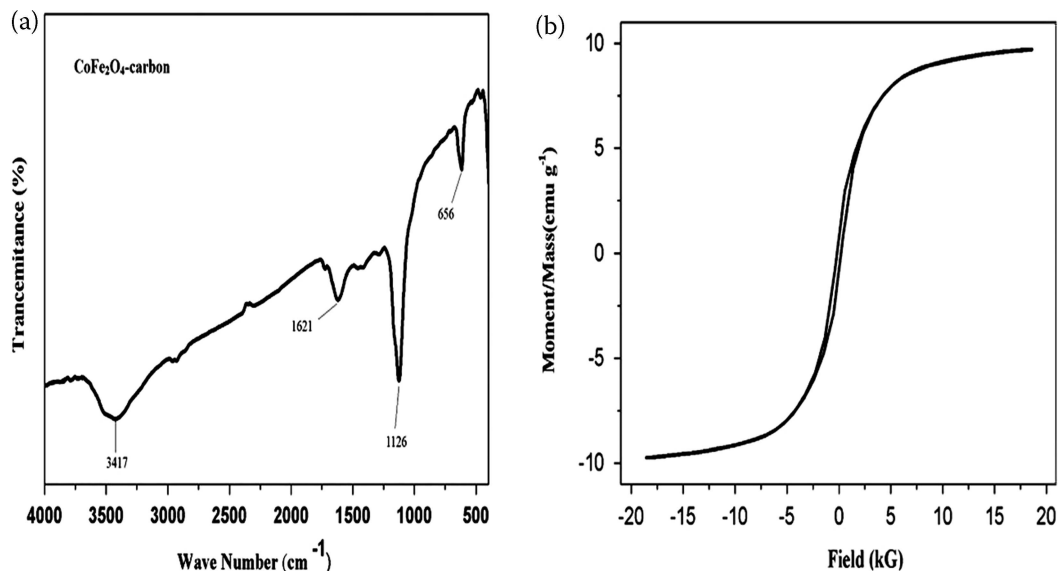 (a)
CoFe₂O₄-carbon
Trancemitance (%)
3417
1621
1126
656
4000 3500 3000 2500 2000 1500 1000 500
Wave Number (cm⁻¹)
(b)
Moment/Mass(emu g⁻¹)
10
5
0
-5
-10
-20 -15 -10 -5 0 5 10 15 20
Field (kG)